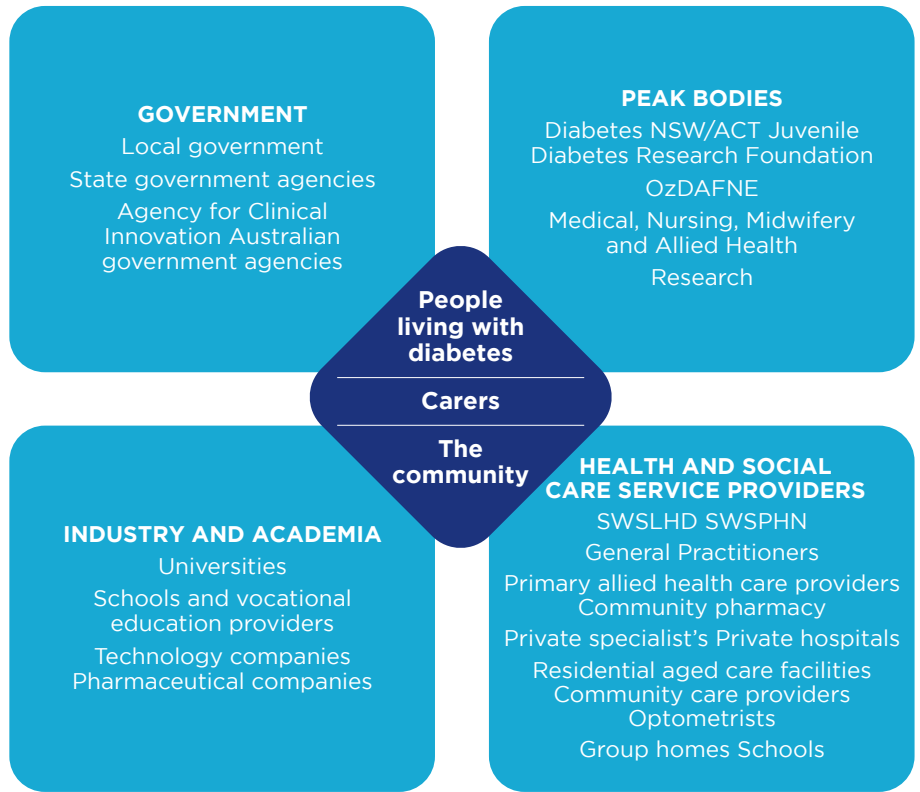 GOVERNMENT
Local government
State government agencies
Agency for Clinical
Innovation Australian
government agencies
PEAK BODIES
Diabetes NSW/ACT Juvenile
Diabetes Research Foundation
OzDAFNE
Medical, Nursing, Midwifery
and Allied Health
Research
People
living with
diabetes
Carers
The
community
INDUSTRY AND ACADEMIA
Universities
Schools and vocational
education providers
Technology companies
Pharmaceutical companies
HEALTH AND SOCIAL
CARE SERVICE PROVIDERS
SWSLHD SWSPHN
General Practitioners
Primary allied health care providers
Community pharmacy
Private specialist's Private hospitals
Residential aged care facilities
Community care providers
Optometrists
Group homes Schools